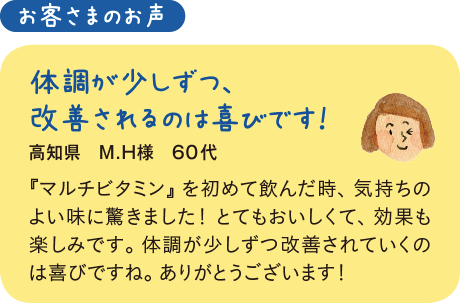 お客さまのお声
体調が少しずつ、
改善されるのは喜びです!
高知県　M.H様　60代
『マルチビタミン』を初めて飲んだ時、気持ちの
よい味に驚きました! とてもおいしくて、効果も
楽しみです。体調が少しずつ改善されていくの
は喜びですね。ありがとうございます!